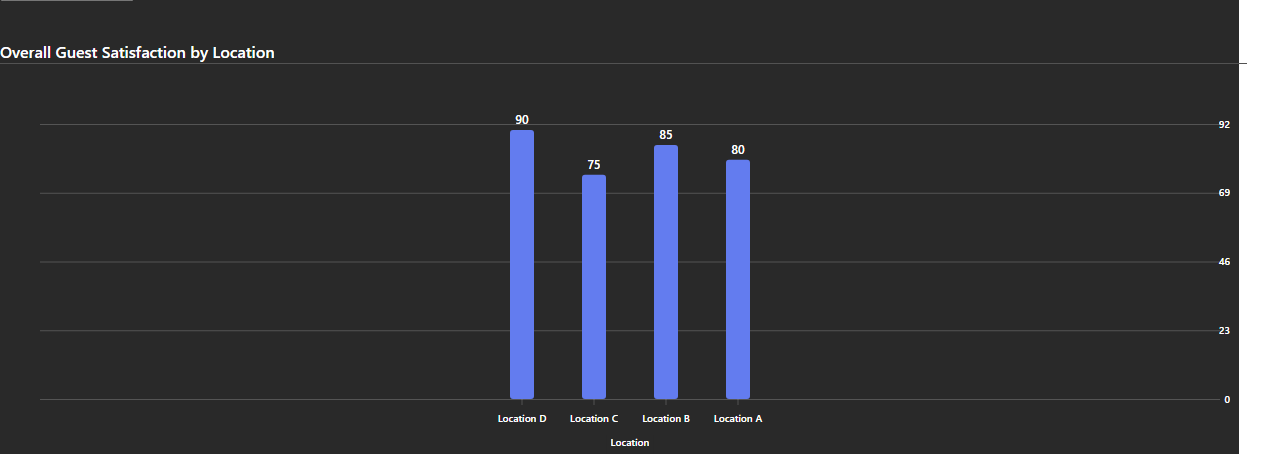 Overall Guest Satisfaction by Location
90
75
85
80
92
69
46
23
0
Location D
Location C
Location B
Location A
Location